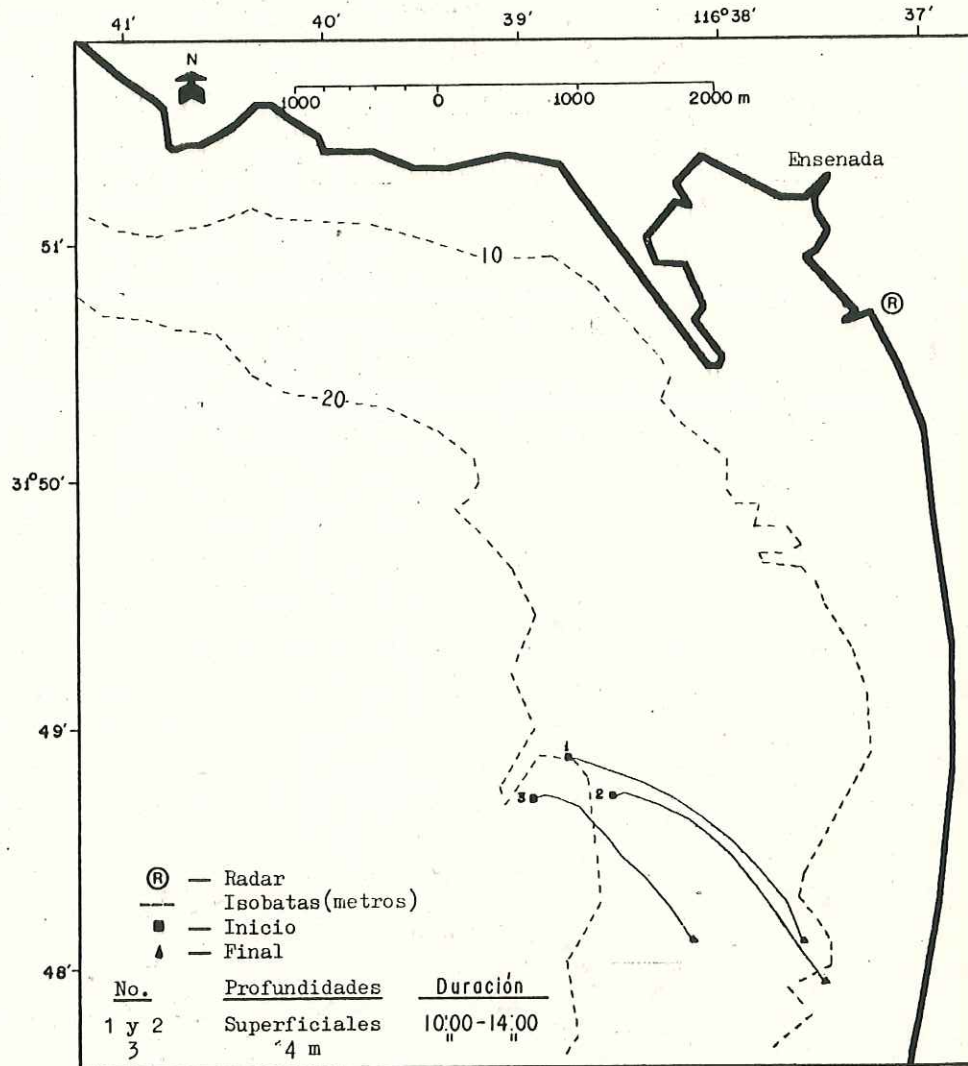 41' 40' 39' 116°38' 37'
N
1000 0 1000 2000 m
Ensenada
R
51'
10
20
31°50'
49'
1
2
3
R — Radar
Isobatas(metros)
— Inicio
— Final
48'
No. Profundidades Duración
1 y 2 Superficiales 10:00-14:00
3 4 m " "